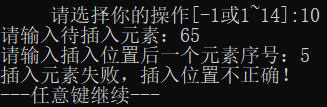 请选择你的操作[-1或1~14]:10
请输入待插入元素：65
请输入插入位置后一个元素序号：5
插入元素失败，插入位置不正确！
---任意键继续---